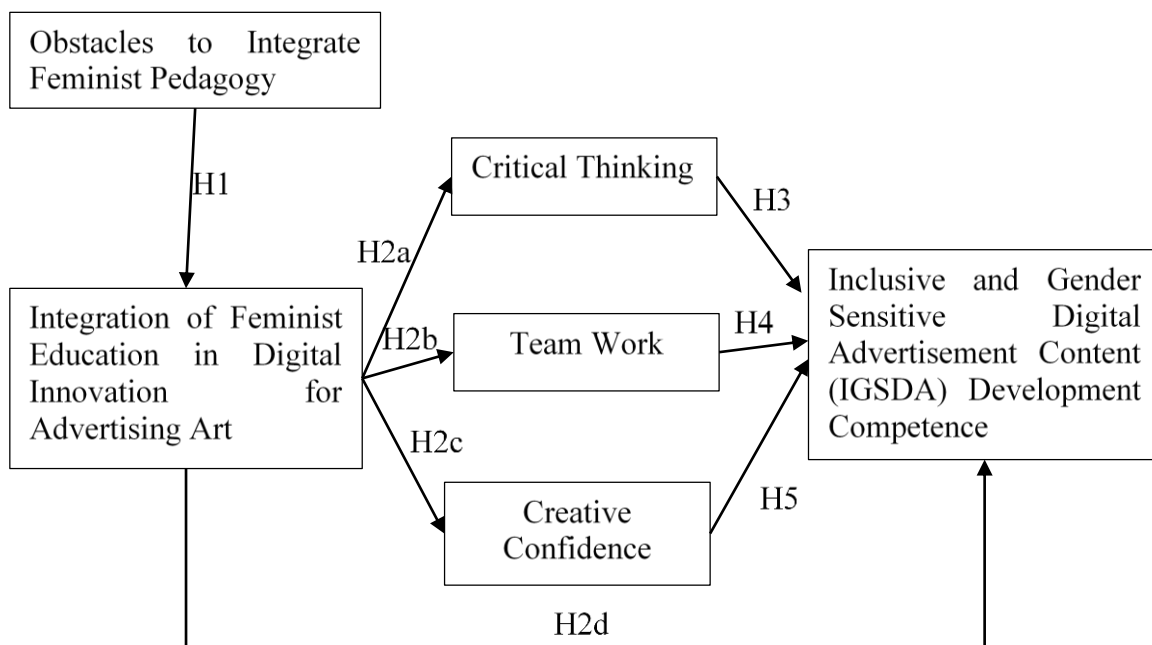 Obstacles to Integrate
Feminist Pedagogy
H1
Integration of Feminist
Education in Digital
Innovation for
Advertising Art
H2a
H2b
H2c
Critical Thinking
Team Work
Creative
Confidence
H3
H4
H5
Inclusive and Gender
Sensitive Digital
Advertisement Content
(IGSDA) Development
Competence
H2d